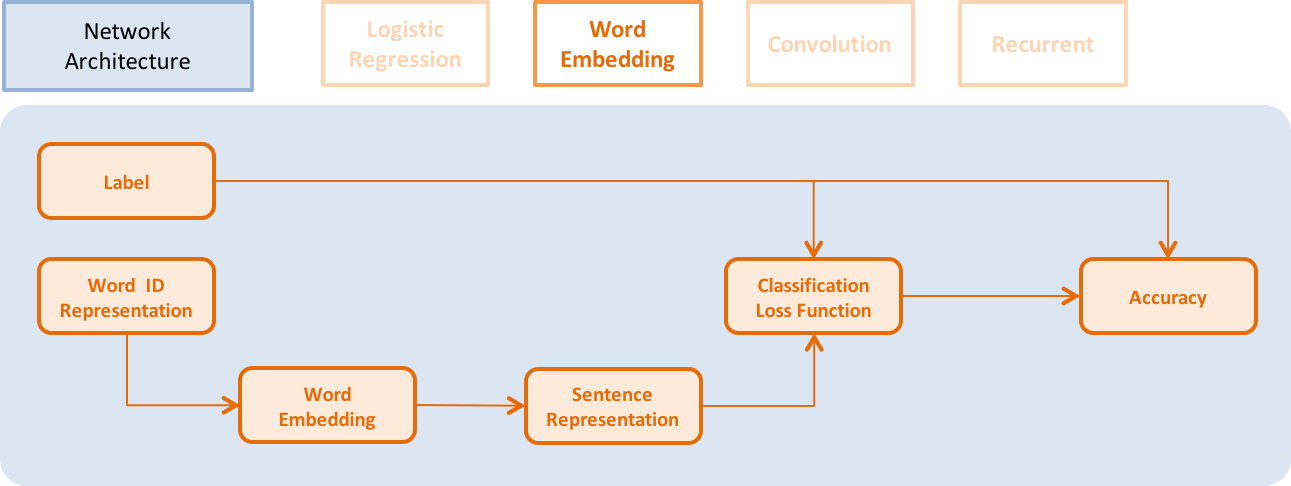 Network
Architecture
Logistic
Regression
Word
Embedding
Convolution
Recurrent
Label
Word ID
Representation
Classification
Loss Function
Accuracy
Word
Embedding
Sentence
Representation